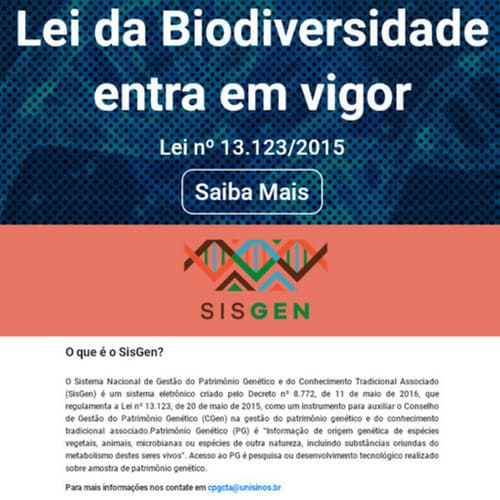 Lei da Biodiversidade
entra em vigor
Lei nº 13.123/2015
Saiba Mais
SISGEN
O que é o SisGen?
O Sistema Nacional de Gestão do Patrimônio Genético e do Conhecimento Tradicional Associado
(SisGen) é um sistema eletrônico criado pelo Decreto nº 8.772, de 11 de maio de 2016, que
regulamenta a Lei nº 13.123, de 20 de maio de 2015, como um instrumento para auxiliar o Conselho
de Gestão do Patrimônio Genético (CGen) na gestão do patrimônio genético e do conhecimento
tradicional associado.Patrimônio Genético (PG) é "Informação de origem genética de espécies
vegetais, animais, microbianas ou espécies de outra natureza, incluindo substâncias oriundas do
metabolismo destes seres vivos". Acesso ao PG é pesquisa ou desenvolvimento tecnológico realizado
sobre amostra de patrimônio genético.
Para mais informações nos contate em cpgcta@unisinos.br